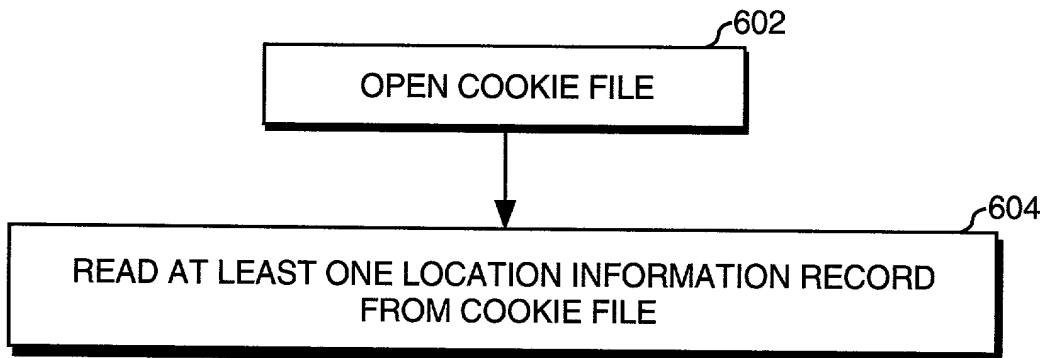 602
OPEN COOKIE FILE
604
READ AT LEAST ONE LOCATION INFORMATION RECORD
FROM COOKIE FILE